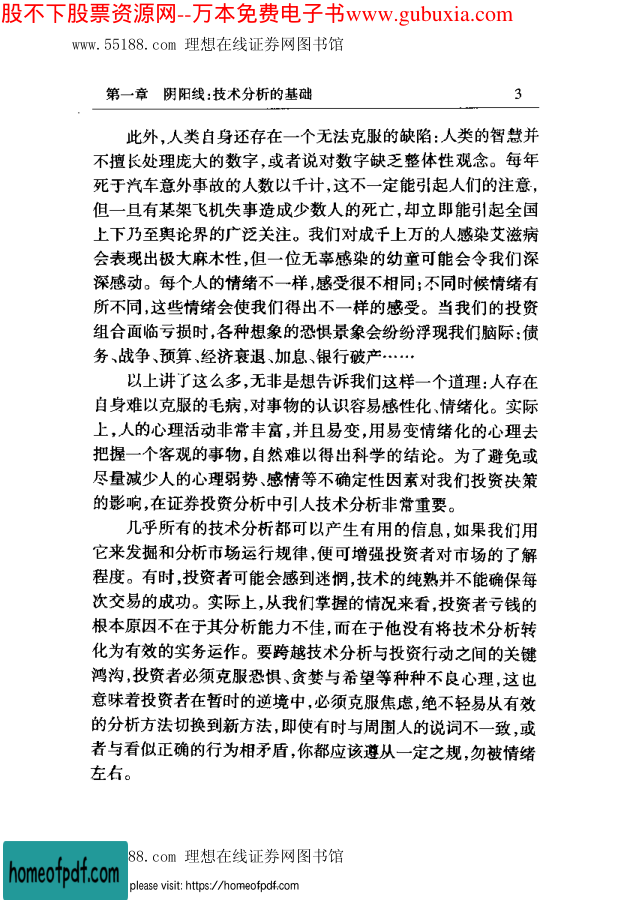 股不下股票资源网--万本免费电子书www.gubuxia.com
www.55188.com 理想在线证券网图书馆
第一章 阴阳线:技术分析的基础 3
此外,人类自身还存在一个无法克服的缺陷:人类的智慧并
不擅长处理庞大的数字,或者说对数字缺乏整体性观念。每年
死于汽车意外事故的人数以千计,这不一定能引起人们的注意,
但一旦有某架飞机失事造成少数人的死亡,却立即能引起全国
上下乃至舆论界的广泛关注。我们对成千上万的人感染艾滋病
会表现出极大麻木性,但一位无辜感染的幼童可能会令我们深
深感动。每个人的情绪不一样,感受很不相同;不同时候情绪有
所不同,这些情绪会使我们得出不一样的感受。当我们的投资
组合面临亏损时,各种想象的恐惧景象会纷纷浮现我们脑际:债
务、战争、预算、经济衰退、加息、银行破产……
以上讲了这么多,无非是想告诉我们这样一个道理:人存在
自身难以克服的毛病,对事物的认识容易感性化、情绪化。实际
上,人的心理活动非常丰富,并且易变,用易变情绪化的心理去
把握一个客观的事物,自然难以得出科学的结论。为了避免或
尽量减少人的心理弱势、感情等不确定性因素对我们投资决策
的影响,在证券投资分析中引人技术分析非常重要。
几乎所有的技术分析都可以产生有用的信息,如果我们用
它来发掘和分析市场运行规律,便可增强投资者对市场的了解
程度。有时,投资者可能会感到迷惘,技术的纯熟并不能确保每
次交易的成功。实际上,从我们掌握的情况来看,投资者亏钱的
根本原因不在于其分析能力不佳,而在于他没有将技术分析转
化为有效的实务运作。要跨越技术分析与投资行动之间的关键
鸿沟,投资者必须克服恐惧、贪婪与希望等种种不良心理,这也
意味着投资者在暂时的逆境中,必须克服焦虑,绝不轻易从有效
的分析方法切换到新方法,即使有时与周围人的说词不一致,或
者与看似正确的行为相矛盾,你都应该遵从一定之规,勿被情绪
左右。
88.com 理想在线证券网图书馆
homeofpdf.com
please visit: https://homeofpdf.com